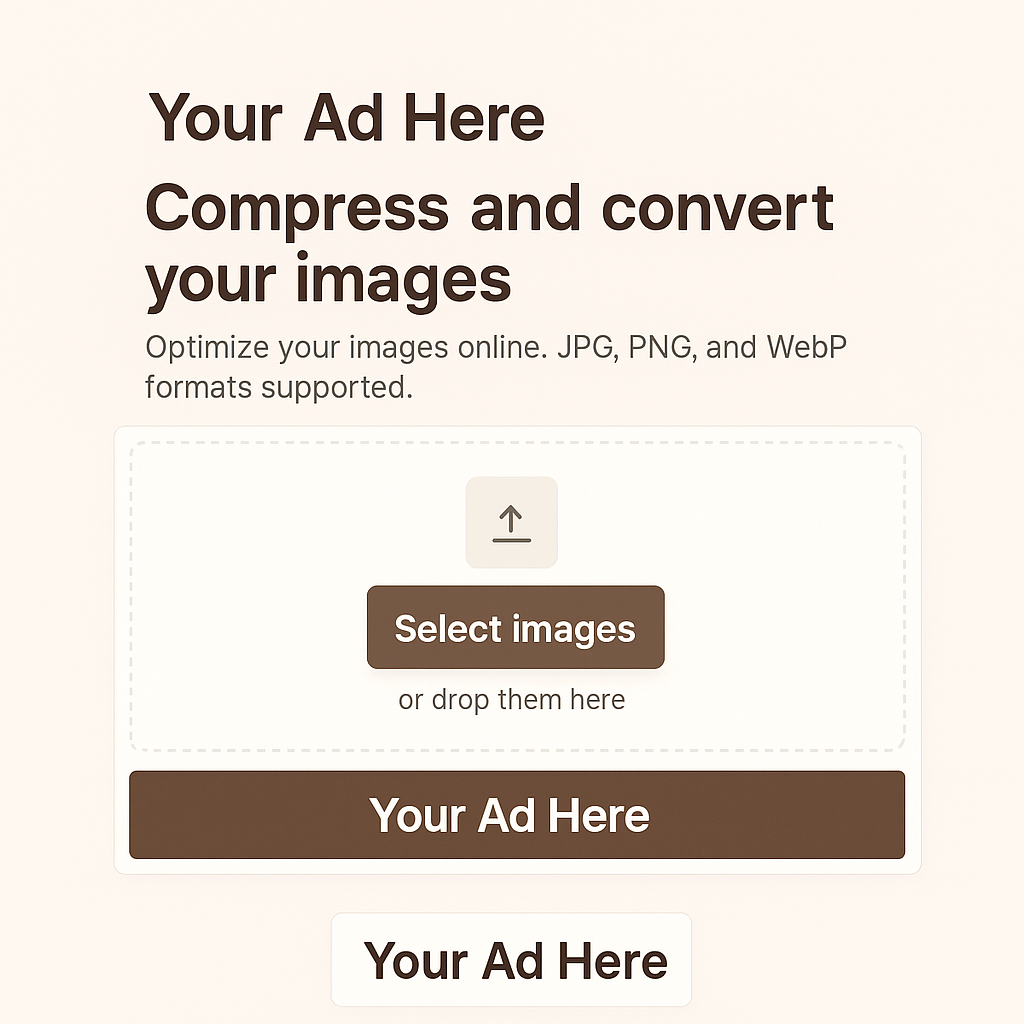 Your Ad Here
Compress and convert
your images
Optimize your images online. JPG, PNG, and WebP
formats supported.
Select images
or drop them here
Your Ad Here
Your Ad Here